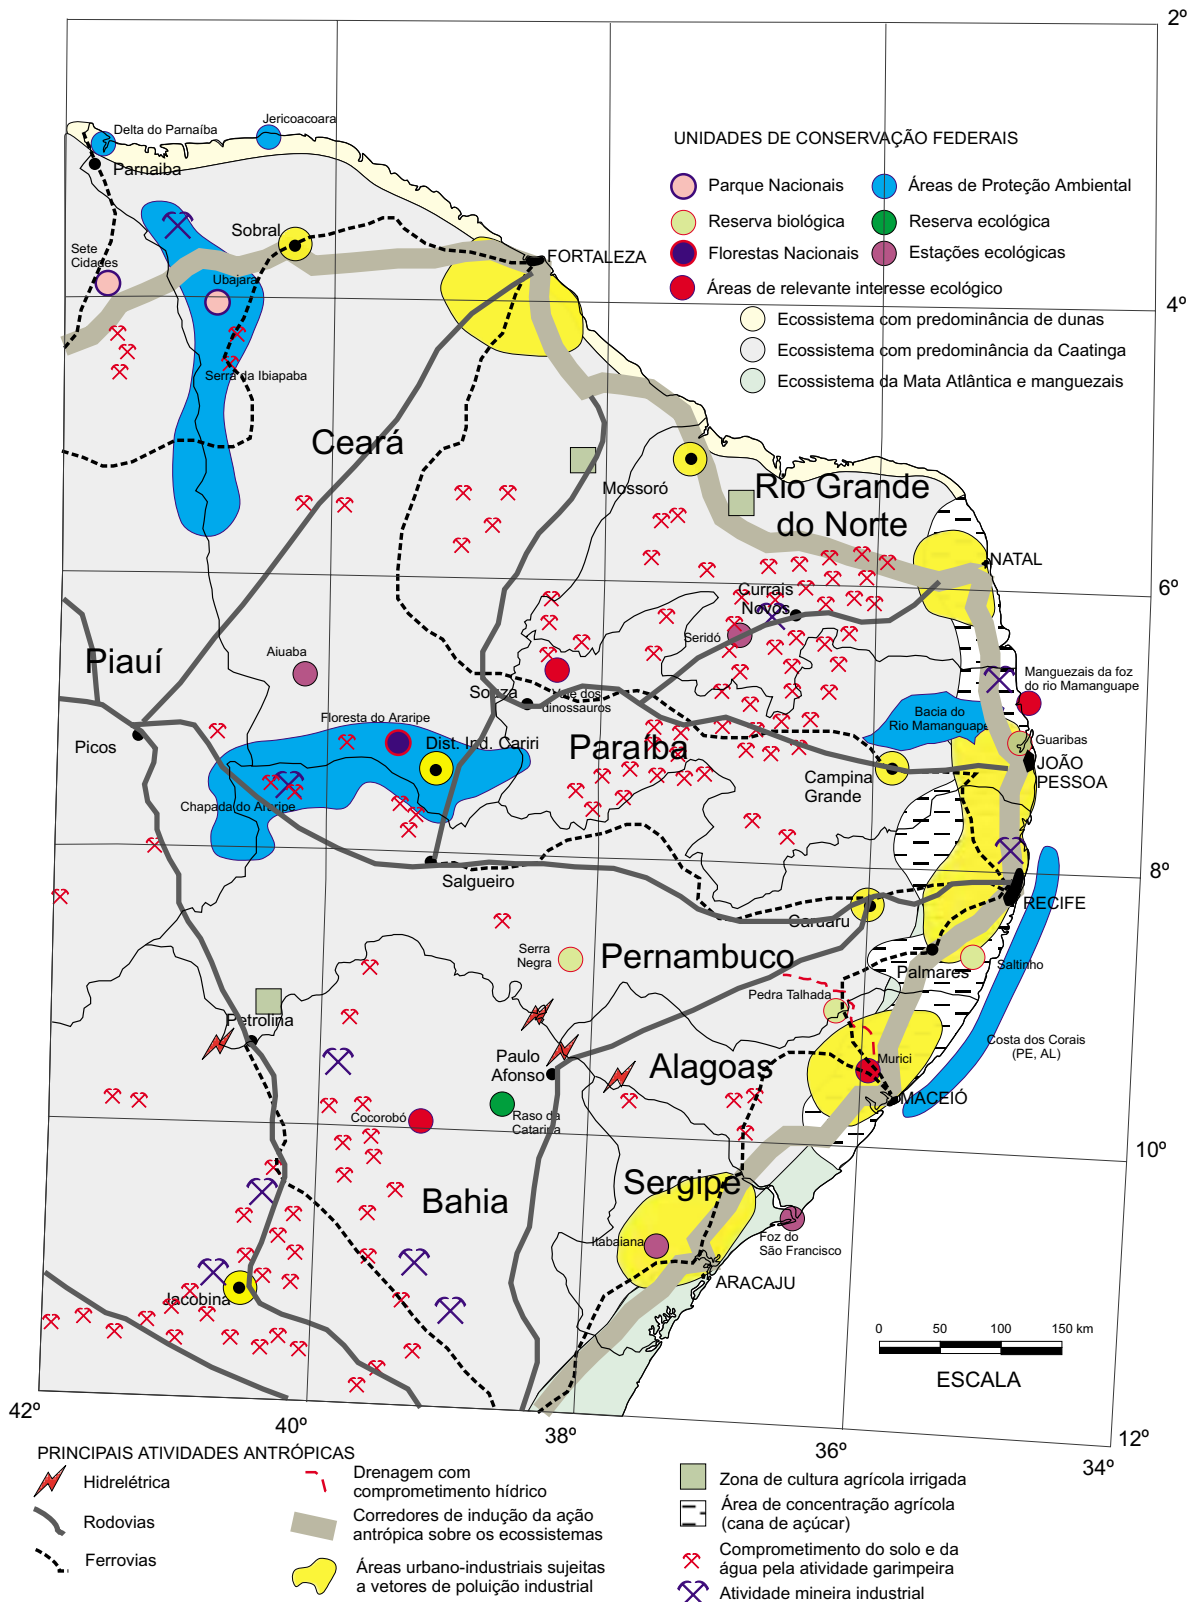 2º
Delta do Parnaíba
Jericoacoara
Parnaiba
UNIDADES DE CONSERVAÇÃO FEDERAIS
Parque Nacionais
Áreas de Proteção Ambiental
Reserva biológica
Reserva ecológica
Florestas Nacionais
Estações ecológicas
Áreas de relevante interesse ecológico
Ecossistema com predominância de dunas
Ecossistema com predominância da Caatinga
Ecossistema da Mata Atlântica e manguezais
Sobral
Sete
Cidades
Ubajara
FORTALEZA
4º
Serra da Ibiapaba
Ceará
Mossoró
Rio Grande
do Norte
NATAL
6º
Currais
Novos
Seridó
Piauí
Aiuaba
Souza
Vale dos
dinossauros
Manguezais da foz
do rio Mamanguape
Bacia do
Rio Mamanguape
Guaribas
JOÃO
PESSOA
Picos
Floresta do Araripe
Dist. Ind. Cariri
Paraíba
Campina
Grande
Chapada do Araripe
Salgueiro
8º
RECIFE
Caruaru
Serra
Negra
Pernambuco
Palmares
Saltinho
Pedra Talhada
Petrolina
Costa dos Corais
(PE, AL)
Paulo
Afonso
Alagoas
Murici
MACEIÓ
Cocorobó
Raso da
Catarina
10º
Bahia
Sergipe
Itabaiana
Foz do
São Francisco
ARACAJU
Jacobina
0
50
100
150 km
ESCALA
42º
40º
38º
36º
34º
12º
PRINCIPAIS ATIVIDADES ANTRÓPICAS
Hidrelétrica
Rodovias
Ferrovias
Drenagem com
comprometimento hídrico
Corredores de indução da ação
antrópica sobre os ecossistemas
Áreas urbano-industriais sujeitas
a vetores de poluição industrial
Zona de cultura agrícola irrigada
Área de concentração agrícola
(cana de açúcar)
Comprometimento do solo e da
água pela atividade garimpeira
Atividade mineira industrial